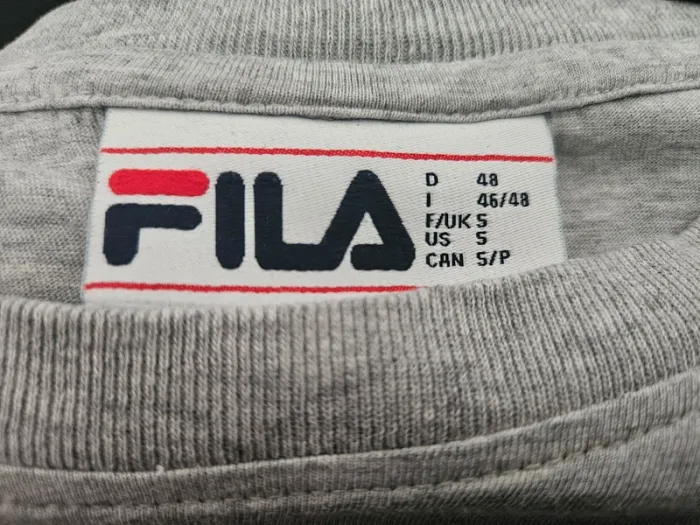 FILA
D 48
I 46/48
F/UK S
US S
CAN S/P